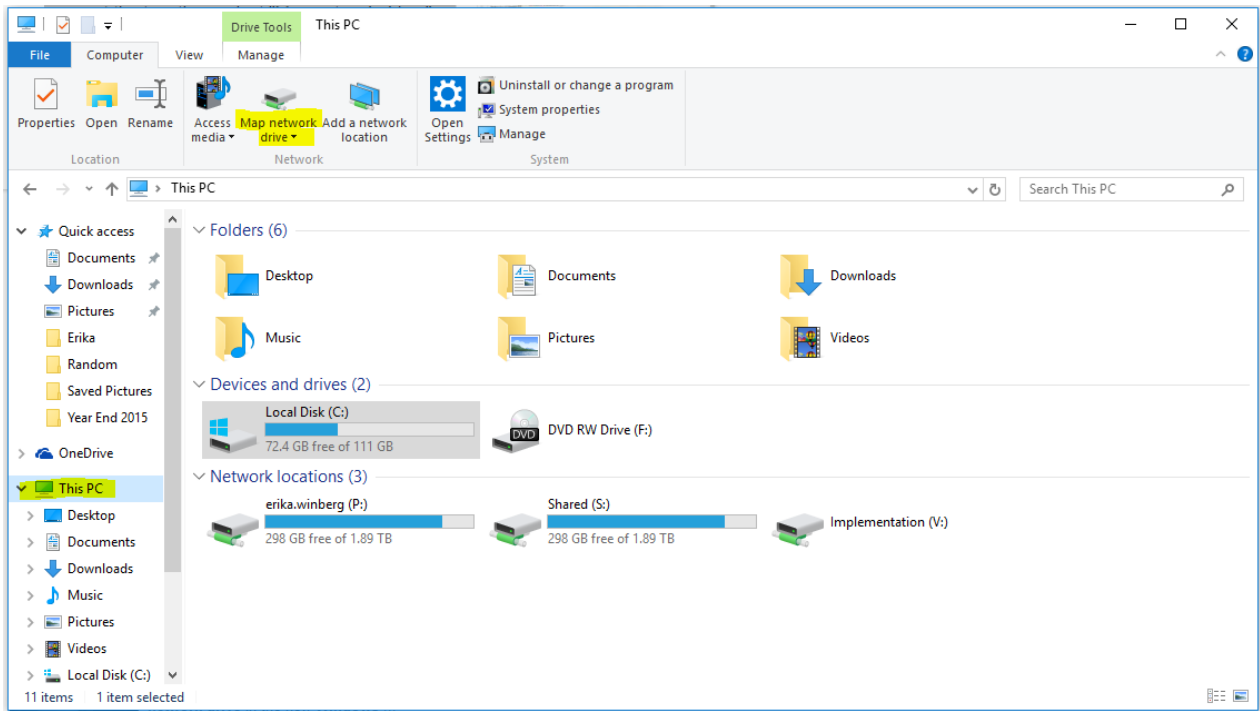 Drive Tools This PC
File Computer View Manage
Properties Open Rename Access media Map network drive Add a network location Open Settings
Uninstall or change a program
System properties
Manage
Location Network System
This PC
Search This PC
Quick access
Documents
Downloads
Pictures
Erika
Random
Saved Pictures
Year End 2015
OneDrive
This PC
Desktop
Documents
Downloads
Music
Pictures
Videos
Local Disk (C:)
Folders (6)
Desktop Documents Downloads
Music Pictures Videos
Devices and drives (2)
Local Disk (C:)
72.4 GB free of 111 GB
DVD
DVD RW Drive (F:)
Network locations (3)
erika.winberg (P:)
298 GB free of 1.89 TB
Shared (S:)
298 GB free of 1.89 TB
Implementation (V:)
11 items 1 item selected